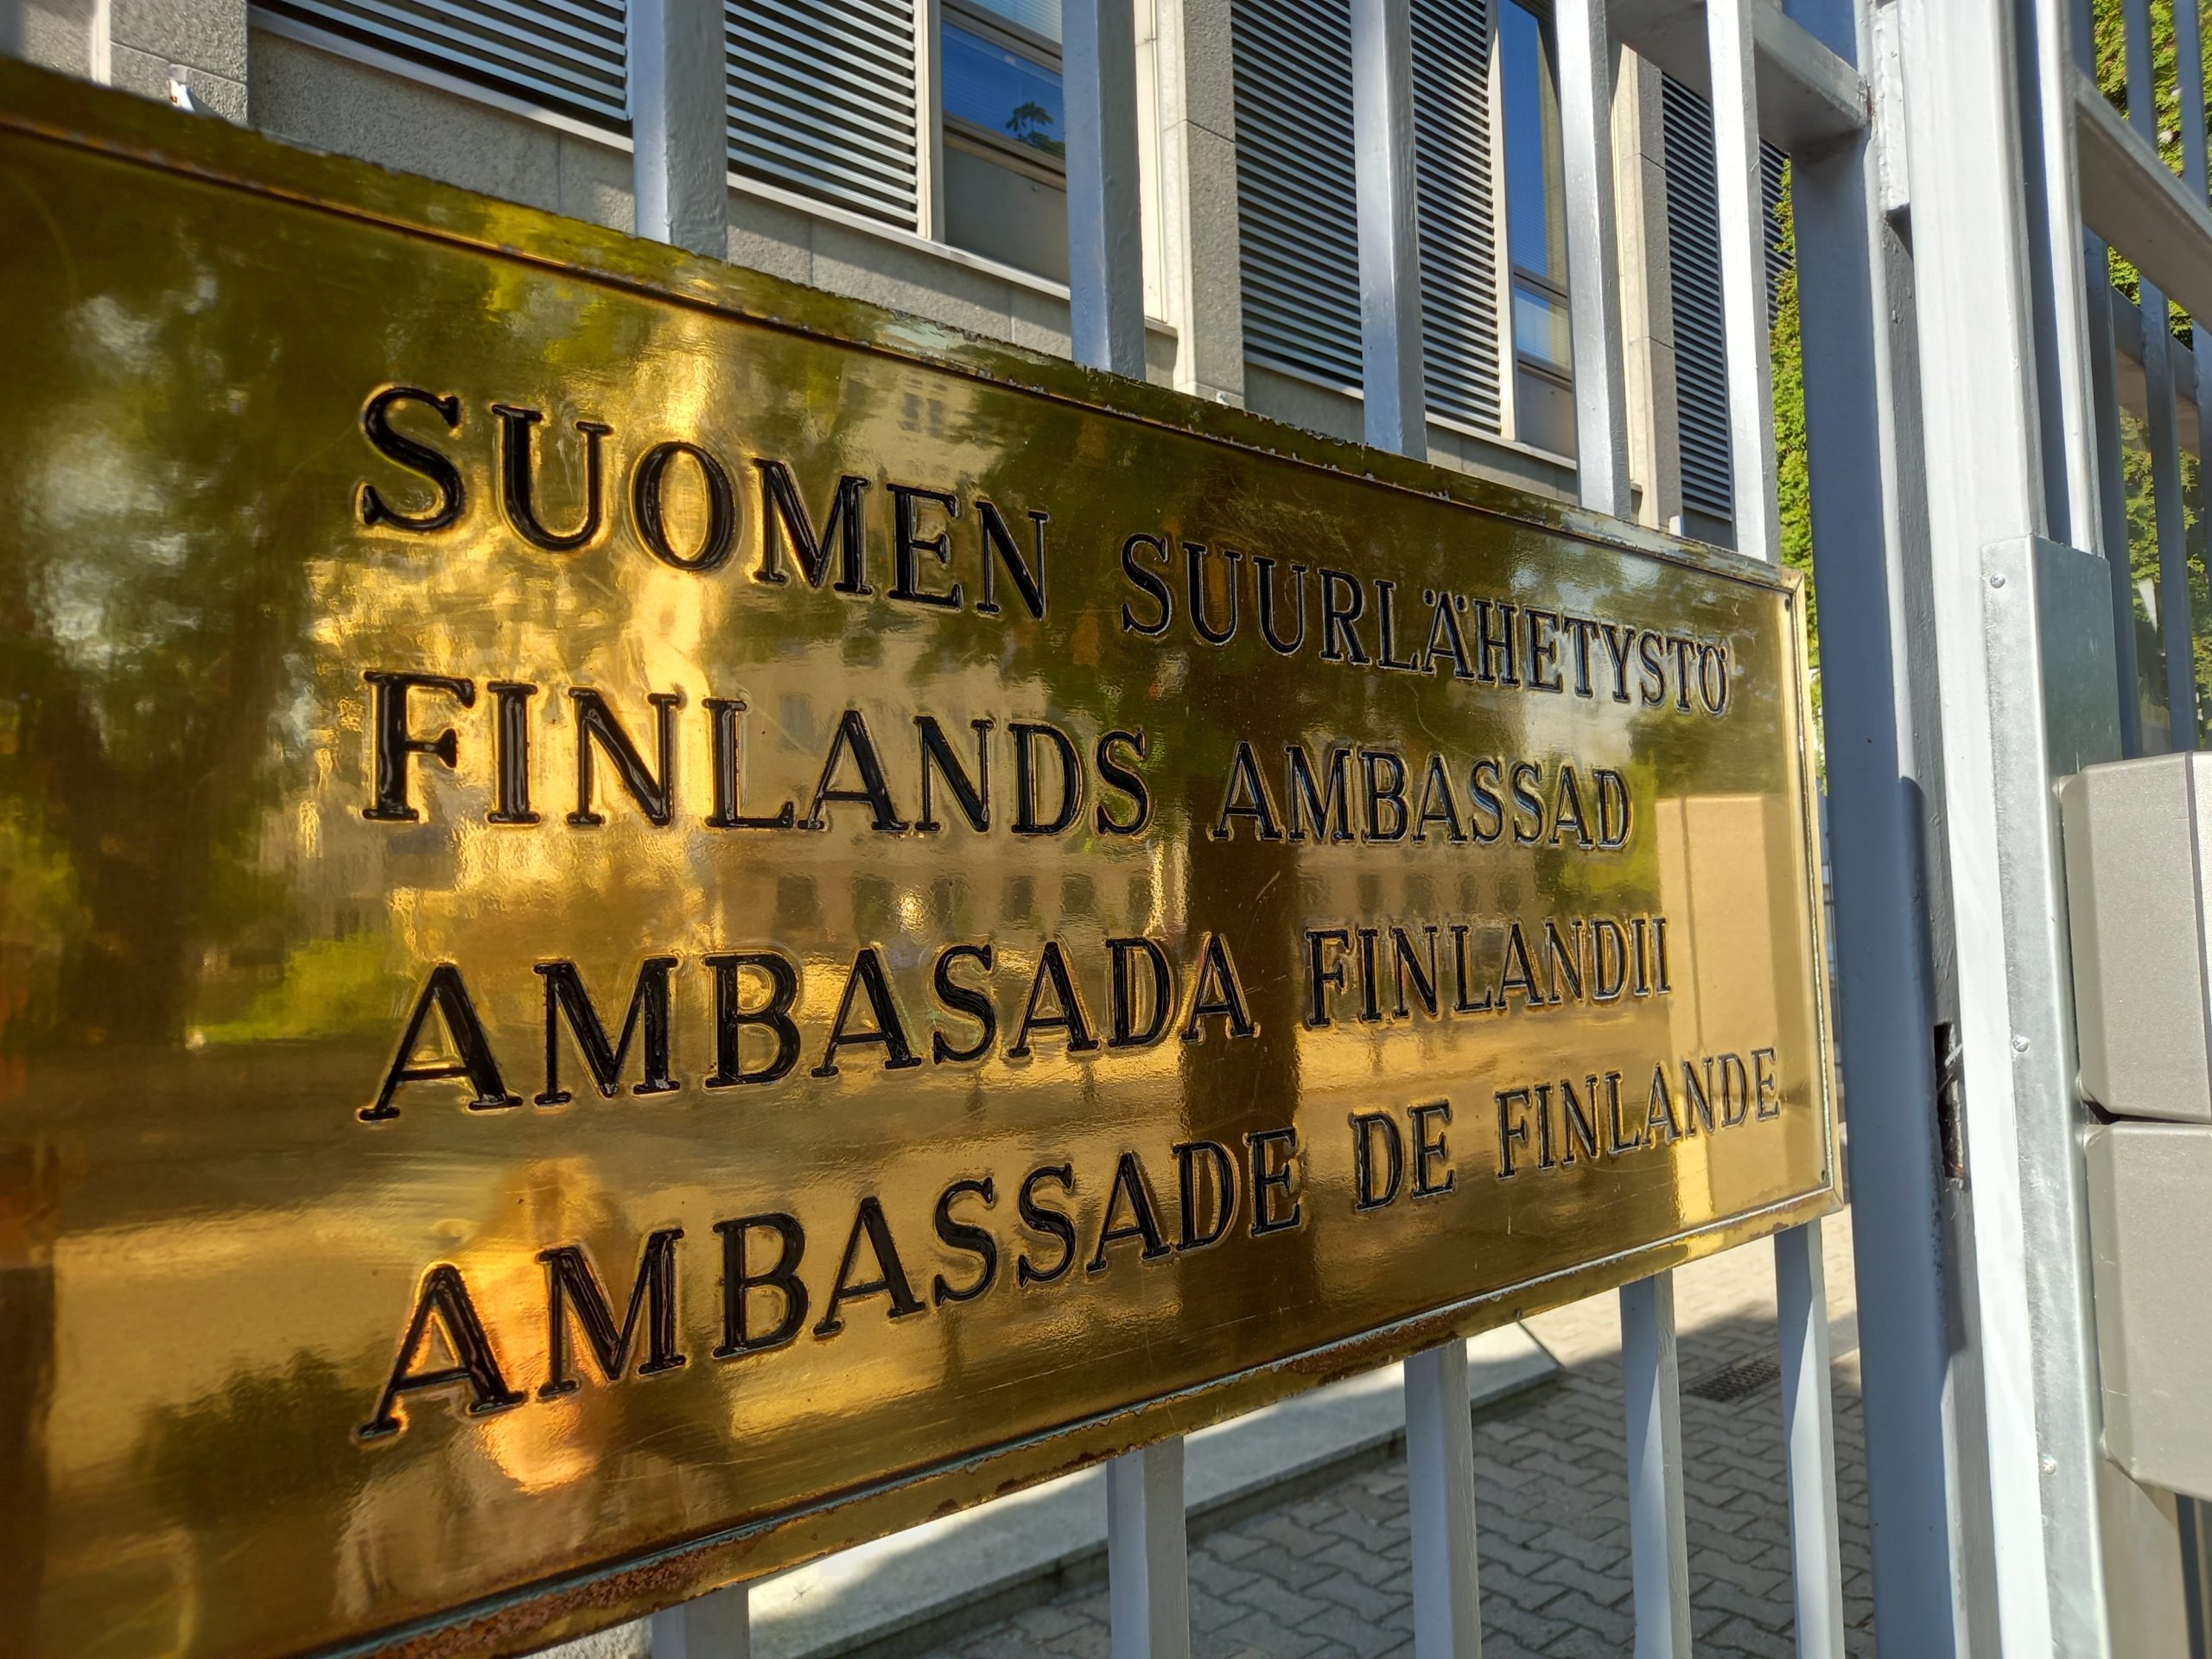 SUOMEN SUURLÄHETYSTÖ
FINLANDS AMBASSAD
AMBASADA FINLANDII
AMBASSADE DE FINLANDE